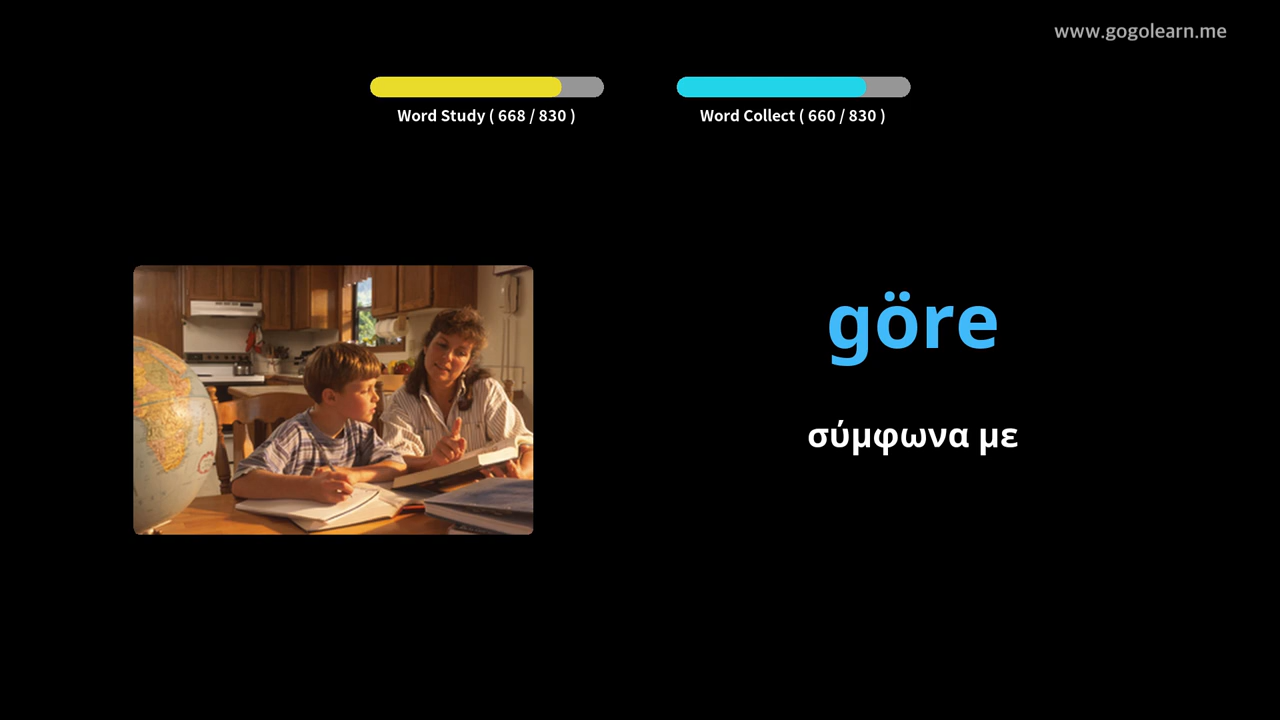 www.gogolearn.me
Word Study ( 668 / 830 )
Word Collect ( 660 / 830 )
göre
σύμφωνα με